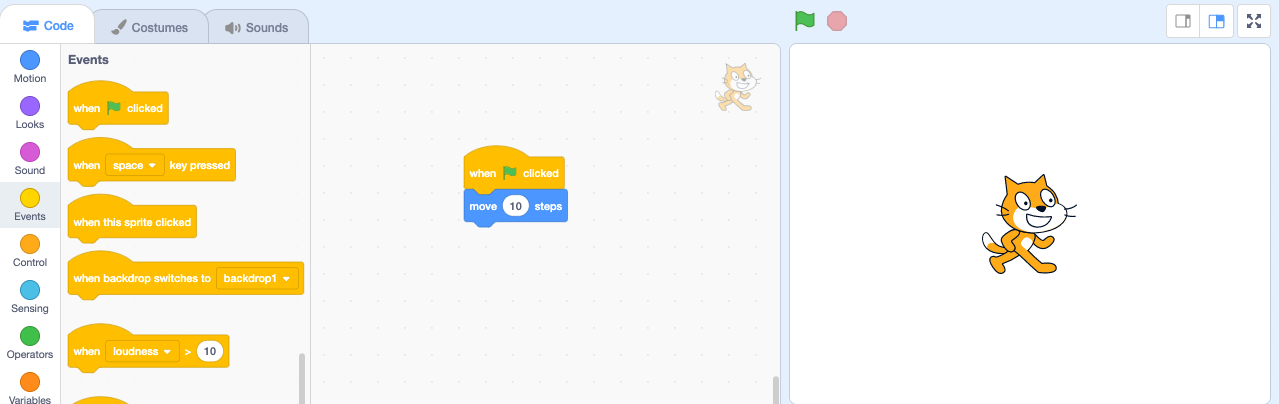 Code
Costumes
Sounds
Motion
Looks
Sound
Events
Control
Sensing
Operators
Variables
Events
when clicked
when space key pressed
when this sprite clicked
when backdrop switches to backdrop1
when loudness > 10
when clicked
move 10 steps